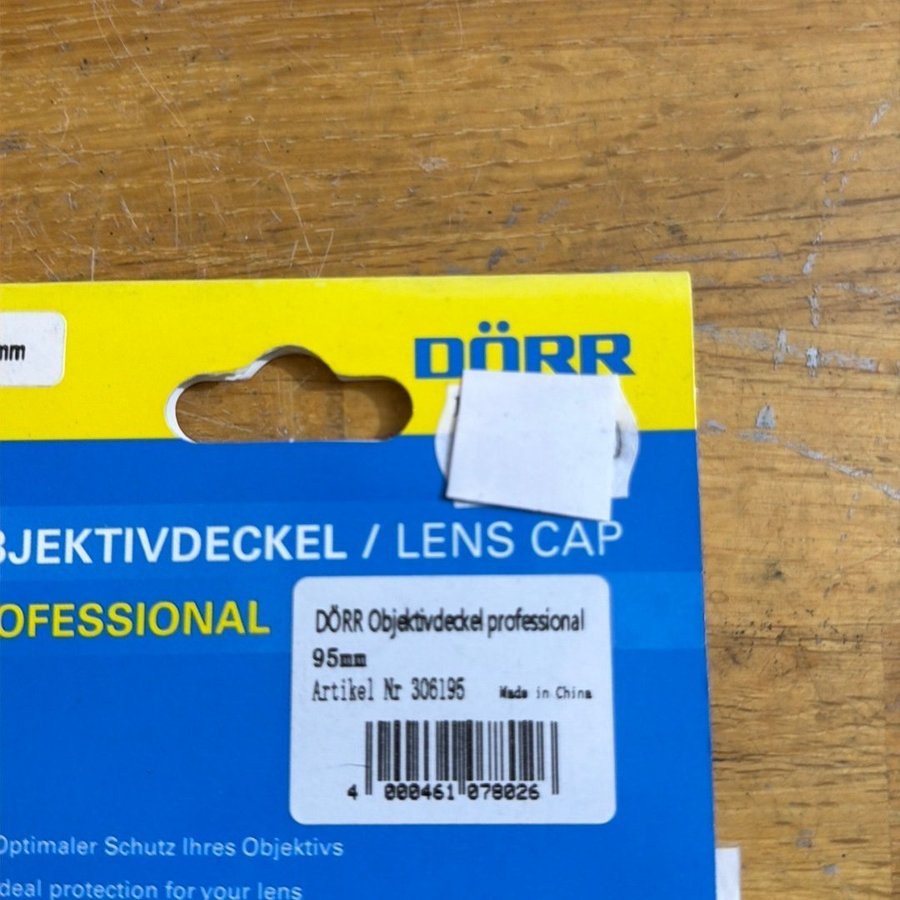 mm
DÖRR
BJEKTIVDECKEL / LENS CAP
OFESSIONAL
DÖRR Objektivdeckel professional
95mm
Artikel Nr 306195 Made in China
4 000461 078026
Optimaler Schutz Ihres Objektivs
deal protection for your lens